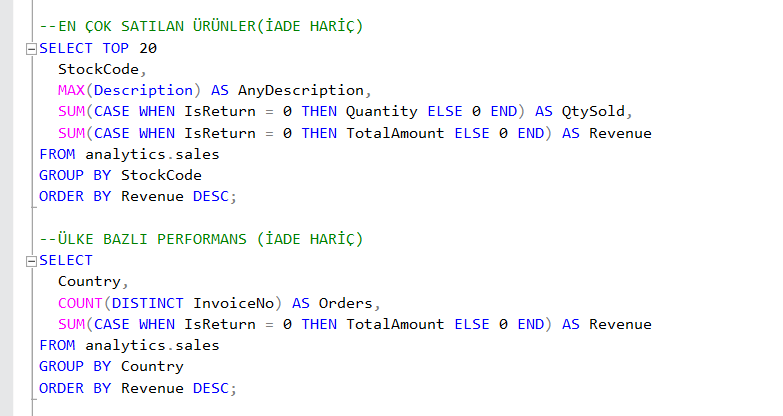 --EN ÇOK SATILAN ÜRÜNLER(İADE HARİÇ)
SELECT TOP 20
StockCode,
MAX(Description) AS AnyDescription,
SUM(CASE WHEN IsReturn = 0 THEN Quantity ELSE 0 END) AS QtySold,
SUM(CASE WHEN IsReturn = 0 THEN TotalAmount ELSE 0 END) AS Revenue
FROM analytics.sales
GROUP BY StockCode
ORDER BY Revenue DESC;
--ÜLKE BAZLI PERFORMANS (İADE HARİÇ)
SELECT
Country,
COUNT(DISTINCT InvoiceNo) AS Orders,
SUM(CASE WHEN IsReturn = 0 THEN TotalAmount ELSE 0 END) AS Revenue
FROM analytics.sales
GROUP BY Country
ORDER BY Revenue DESC;